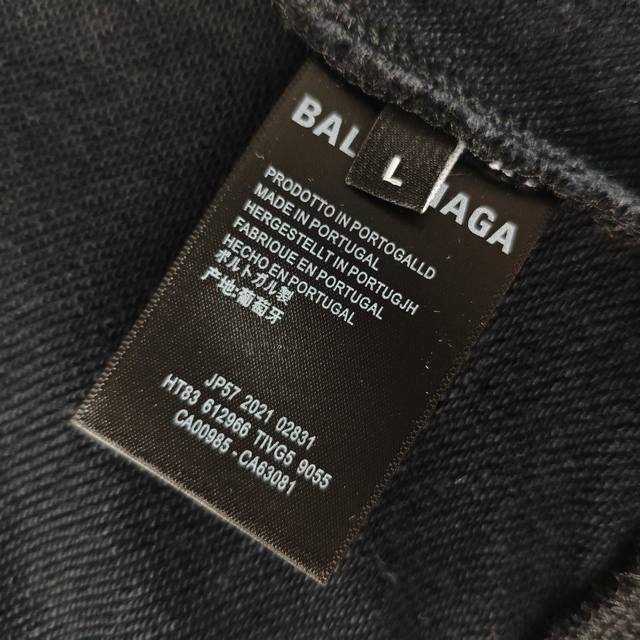 BAL
L
IAGA
PRODOTTO IN PORTOGALLD
MADE IN PORTUGAL
HERGESTELLT IN PORTUGJH
FABRIQUE EN PORTUGAL
HECHO EN PORTUGAL
ポルトガル製
产地:葡萄牙
JP57 2021 02831
HT83 612966 TIVG5 9055
CA00985 . CA63081